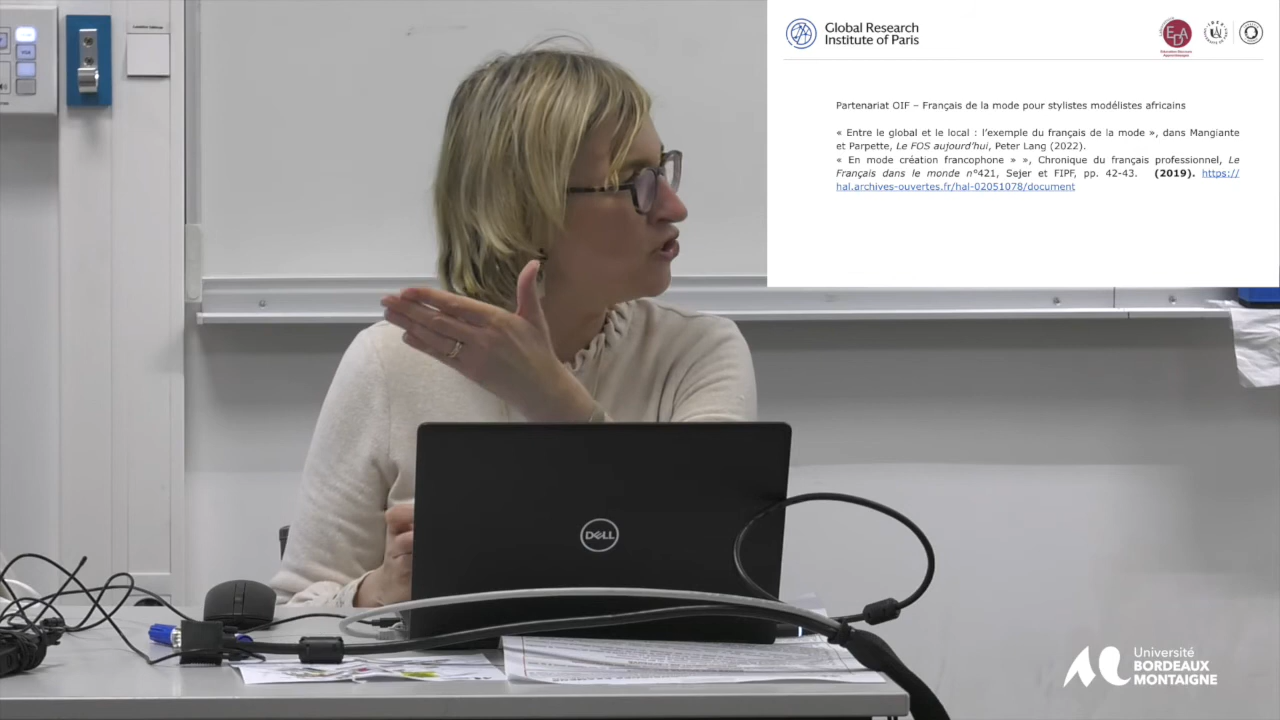 Global Research
Institute of Paris
EDA
Partenariat OIF – Français de la mode pour stylistes modélistes africains
« Entre le global et le local : l'exemple du français de la mode », dans Mangiante
et Parpette, Le FOS aujourd'hui, Peter Lang (2022).
« En mode création francophone » », Chronique du français professionnel, Le
Français dans le monde n°421, Sejer et FIPF, pp. 42-43. (2019). https://
hal.archives-ouvertes.fr/hal-02051078/document
DELL
Université
BORDEAUX
MONTAIGNE